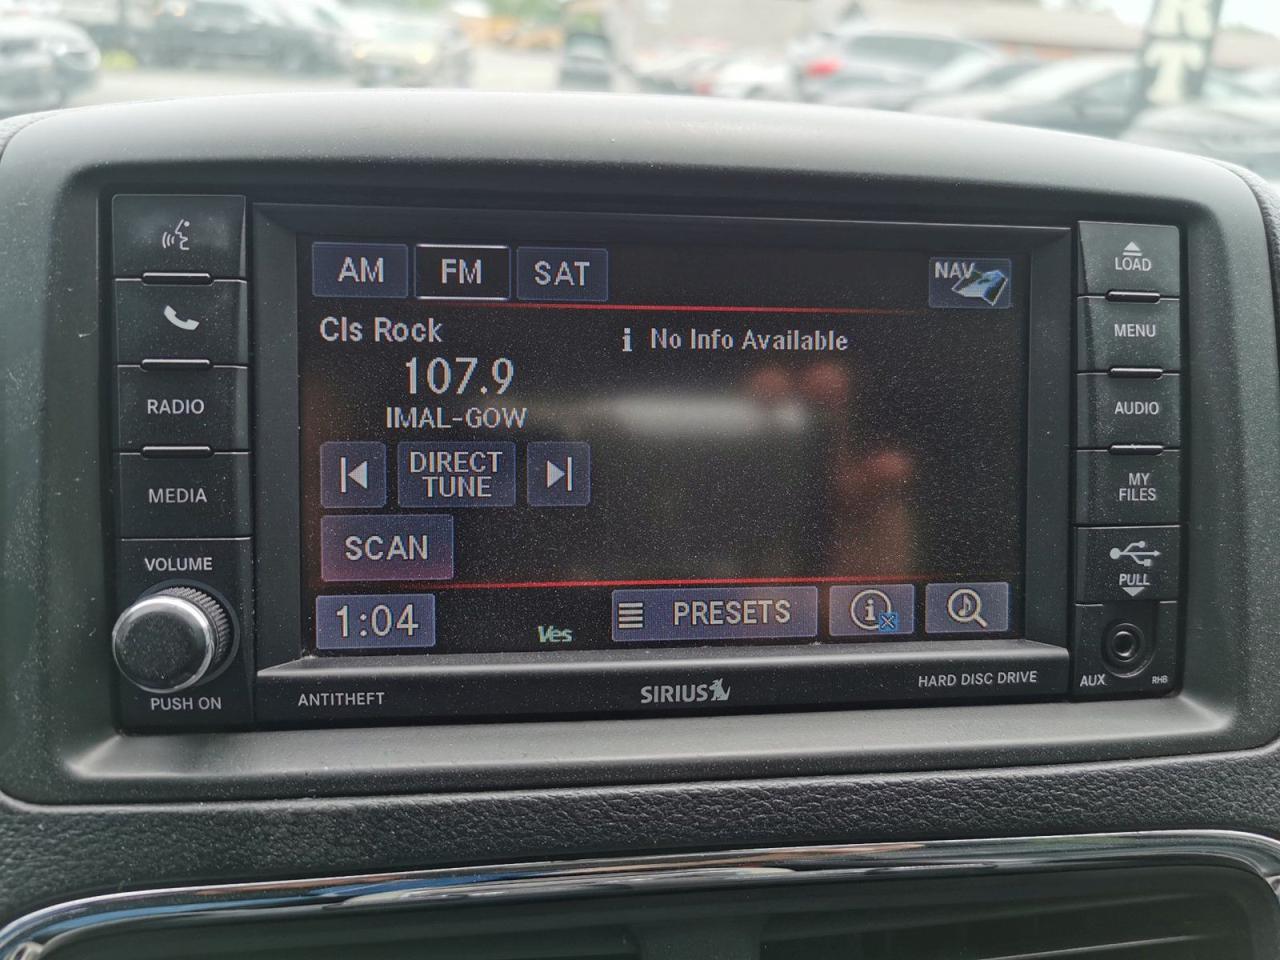 AM FM SAT
NAV
Cls Rock
i No Info Available
107.9
IMAL-GOW
DIRECT
TUNE
SCAN
1:04
Ves
PRESETS
i
RADIO
MEDIA
VOLUME
PUSH ON
LOAD
MENU
AUDIO
MY
FILES
PULL
AUX
RHB
ANTITHEFT
SIRIUS
HARD DISC DRIVE